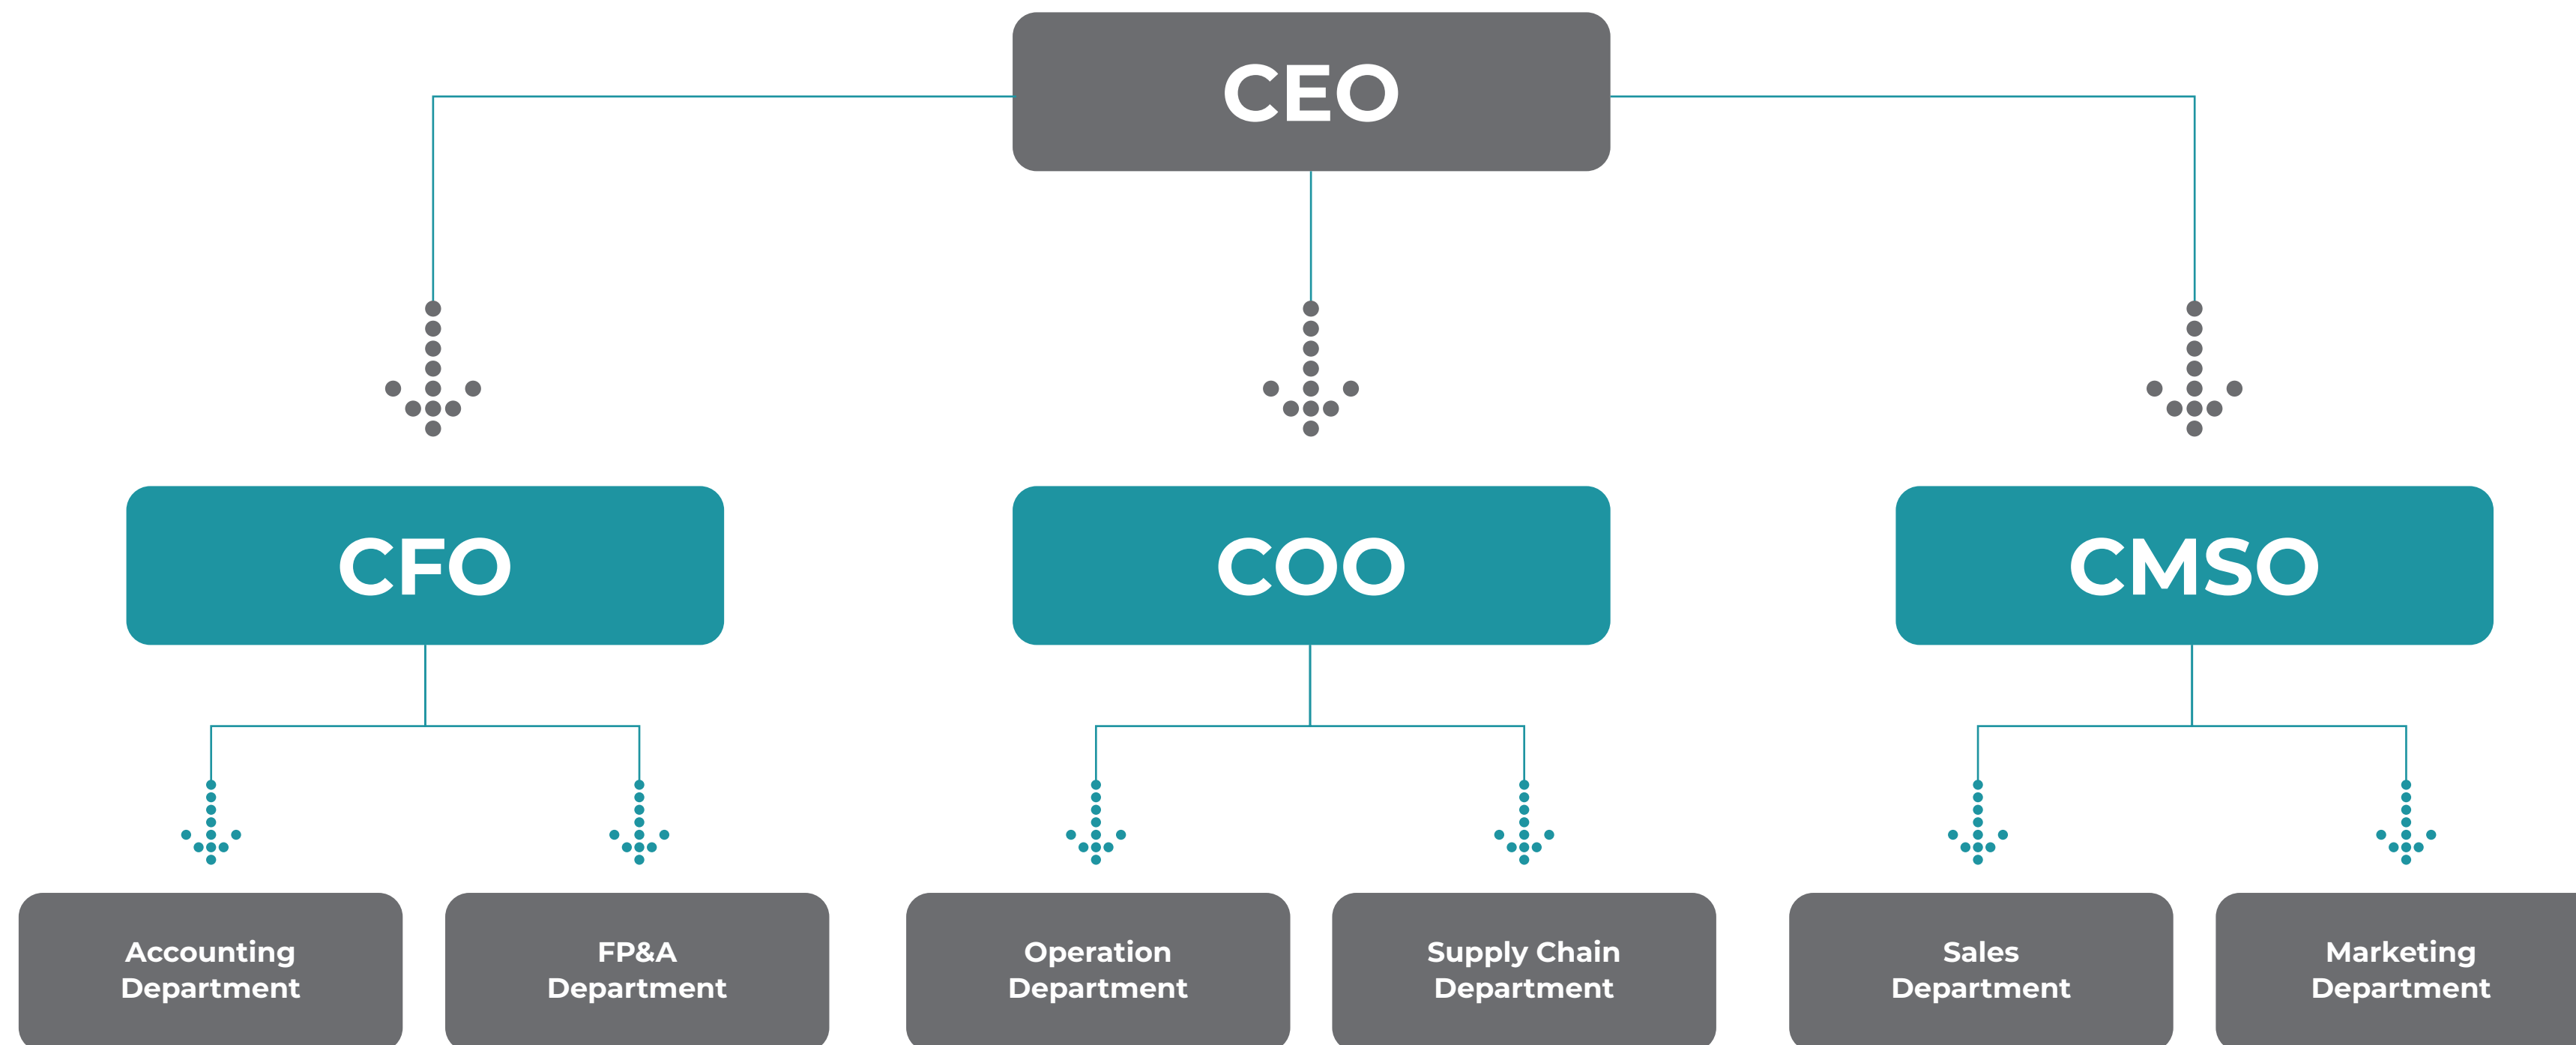 CEO
CFO
COO
CMSO
Accounting
Department
FP&A
Department
Operation
Department
Supply Chain
Department
Sales
Department
Marketing
Department